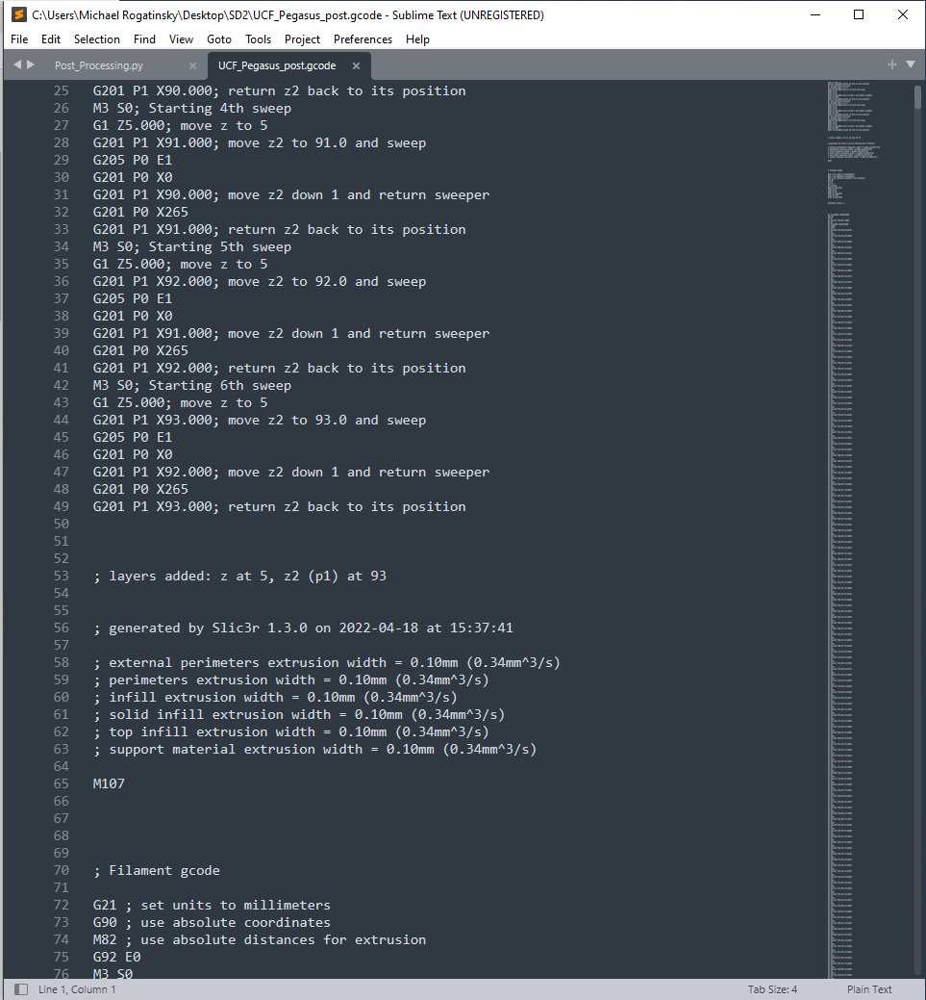 C:\Users\Michael Rogatinsky\Desktop\SD2\UCF_Pegasus_post.gcode - Sublime Text (UNREGISTERED)
File Edit Selection Find View Goto Tools Project Preferences Help
Post_Processing.py × UCF_Pegasus_post.gcode ×
25 G201 P1 X90.000; return z2 back to its position
26 M3 S0; Starting 4th sweep
27 G1 Z5.000; move z to 5
28 G201 P1 X91.000; move z2 to 91.0 and sweep
29 G205 P0 E1
30 G201 P0 X0
31 G201 P1 X90.000; move z2 down 1 and return sweeper
32 G201 P0 X265
33 G201 P1 X91.000; return z2 back to its position
34 M3 S0; Starting 5th sweep
35 G1 Z5.000; move z to 5
36 G201 P1 X92.000; move z2 to 92.0 and sweep
37 G205 P0 E1
38 G201 P0 X0
39 G201 P1 X91.000; move z2 down 1 and return sweeper
40 G201 P0 X265
41 G201 P1 X92.000; return z2 back to its position
42 M3 S0; Starting 6th sweep
43 G1 Z5.000; move z to 5
44 G201 P1 X93.000; move z2 to 93.0 and sweep
45 G205 P0 E1
46 G201 P0 X0
47 G201 P1 X92.000; move z2 down 1 and return sweeper
48 G201 P0 X265
49 G201 P1 X93.000; return z2 back to its position
50
51
52
53 ; layers added: z at 5, z2 (p1) at 93
54
55
56 ; generated by Slic3r 1.3.0 on 2022-04-18 at 15:37:41
57
58 ; external perimeters extrusion width = 0.10mm (0.34mm^3/s)
59 ; perimeters extrusion width = 0.10mm (0.34mm^3/s)
60 ; infill extrusion width = 0.10mm (0.34mm^3/s)
61 ; solid infill extrusion width = 0.10mm (0.34mm^3/s)
62 ; top infill extrusion width = 0.10mm (0.34mm^3/s)
63 ; support material extrusion width = 0.10mm (0.34mm^3/s)
64
65 M107
66
67
68
69
70 ; Filament gcode
71
72 G21 ; set units to millimeters
73 G90 ; use absolute coordinates
74 M82 ; use absolute distances for extrusion
75 G92 E0
76 M3 S0
Line 1, Column 1 Tab Size: 4 Plain Text